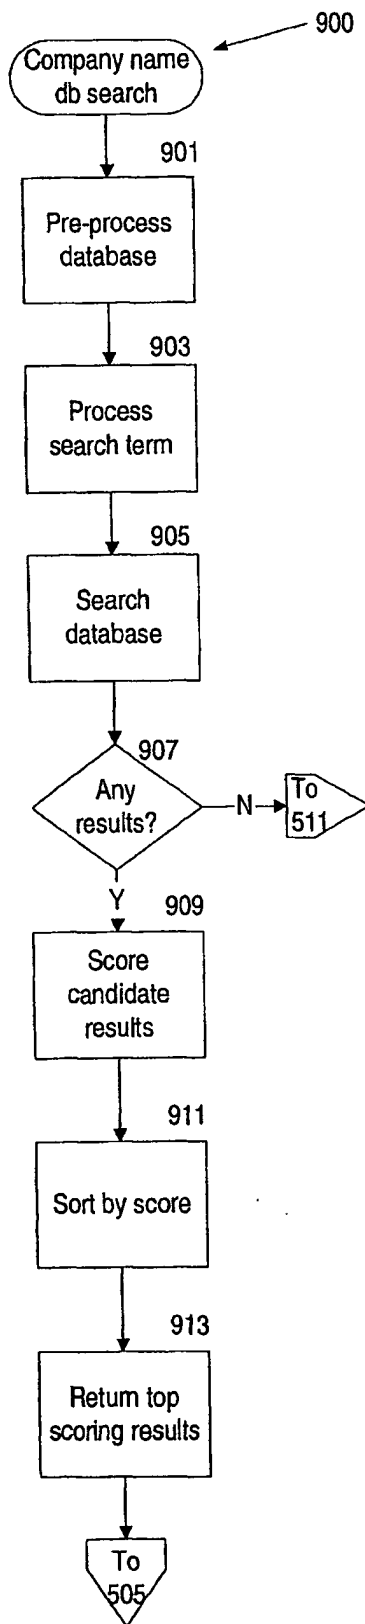 900
Company name
db search
901
Pre-process
database
903
Process
search term
905
Search
database
907
Any
results?
N
To
511
Y
909
Score
candidate
results
911
Sort by score
913
Return top
scoring results
To
505